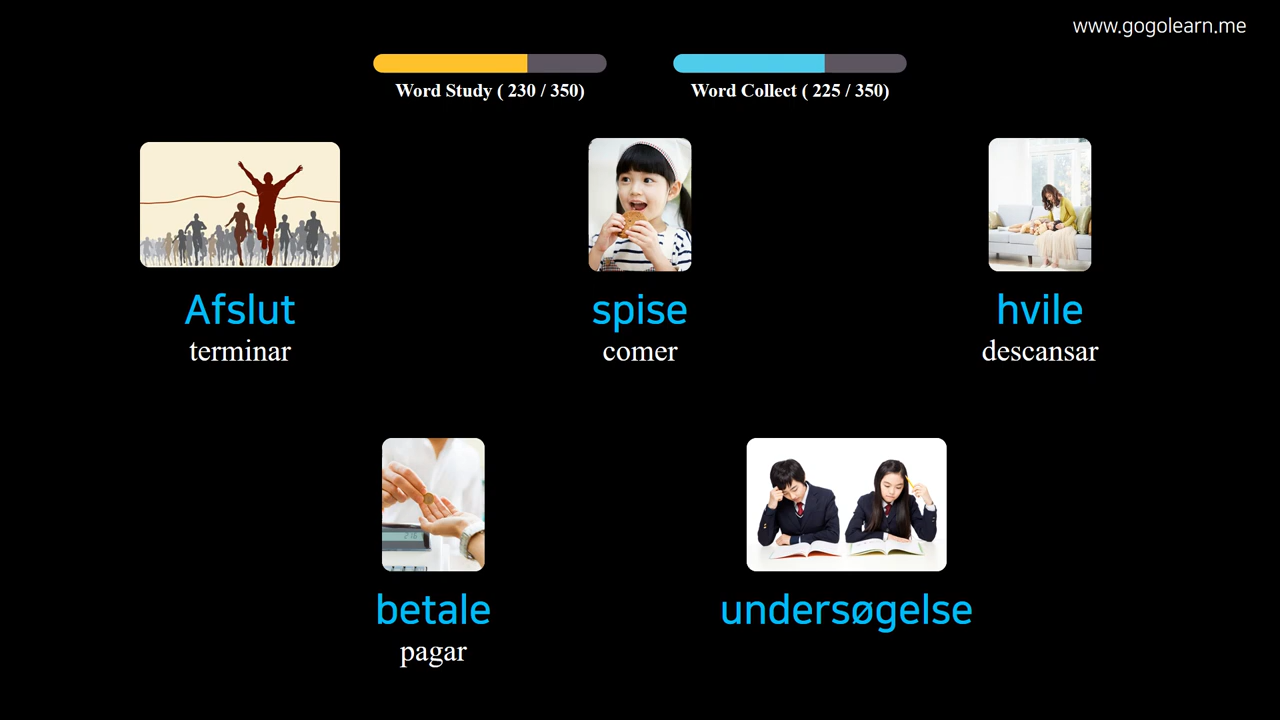 www.gogolearn.me
Word Study ( 230 / 350)
Word Collect ( 225 / 350)
Afslut
terminar
spise
comer
hvile
descansar
betale
pagar
undersøgelse